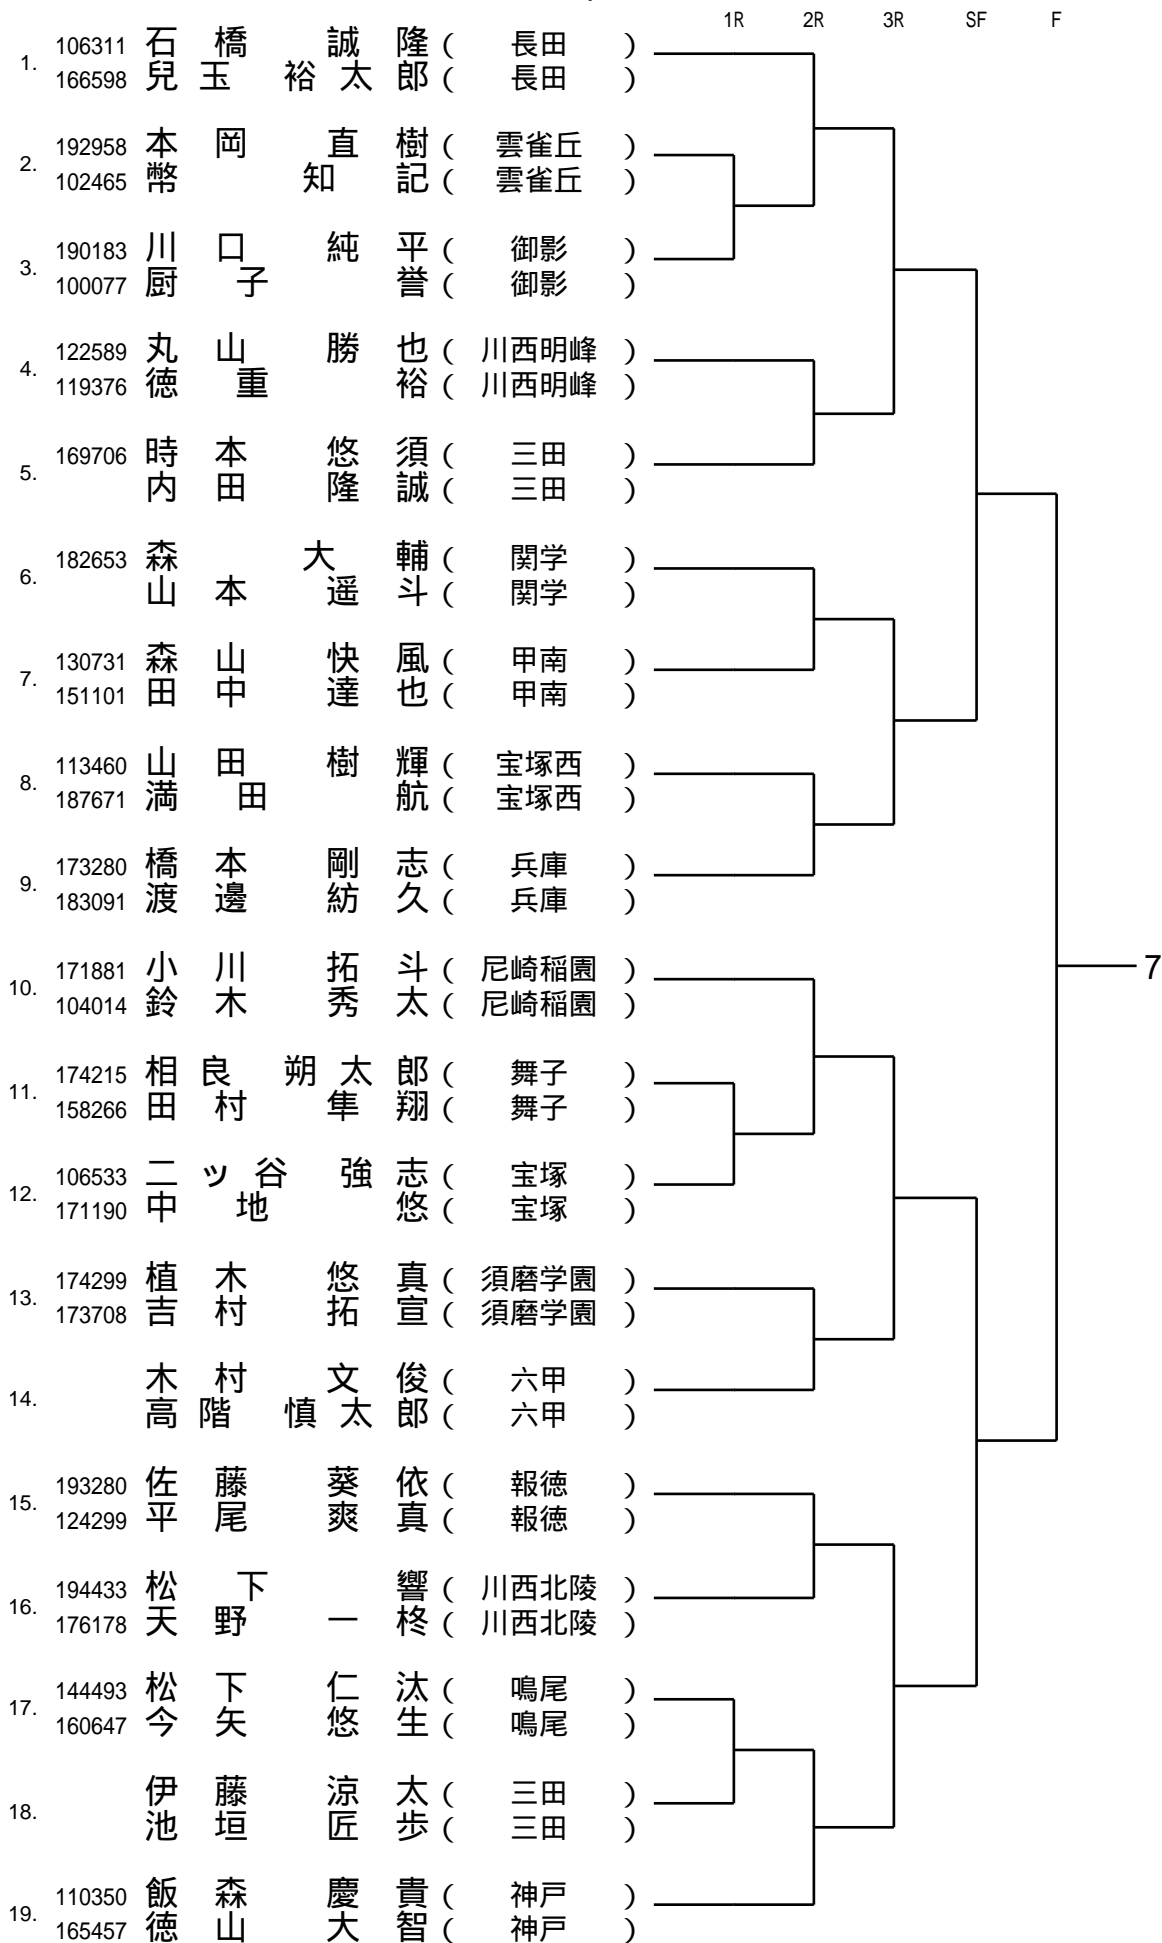 1R 2R 3R SF F
1. 106311 石橋 誠隆 ( 長田 )
166598 兒玉 裕太郎 ( 長田 )
2. 192958 本岡 直樹 ( 雲雀丘 )
102465 幣 知記 ( 雲雀丘 )
3. 190183 川口 純平 ( 御影 )
100077 厨子 誉 ( 御影 )
4. 122589 丸山 勝也 ( 川西明峰 )
119376 徳重 裕 ( 川西明峰 )
5. 169706 時本 悠須 ( 三田 )
内田 隆誠 ( 三田 )
6. 182653 森 大輔 ( 関学 )
山本 遥斗 ( 関学 )
7. 130731 森山 快風 ( 甲南 )
151101 田中 達也 ( 甲南 )
8. 113460 山田 樹輝 ( 宝塚西 )
187671 満田 航 ( 宝塚西 )
9. 173280 橋本 剛志 ( 兵庫 )
183091 渡邊 紡久 ( 兵庫 )
10. 171881 小川 拓斗 ( 尼崎稲園 )
104014 鈴木 秀太 ( 尼崎稲園 )
7
11. 174215 相良 朔太郎 ( 舞子 )
158266 田村 隼翔 ( 舞子 )
12. 106533 二ッ谷 強志 ( 宝塚 )
171190 中地 悠 ( 宝塚 )
13. 174299 植木 悠真 ( 須磨学園 )
173708 吉村 拓宣 ( 須磨学園 )
14. 木村 文俊 ( 六甲 )
高階 慎太郎 ( 六甲 )
15. 193280 佐藤 葵依 ( 報徳 )
124299 平尾 爽真 ( 報徳 )
16. 194433 松下 響 ( 川西北陵 )
176178 天野 一柊 ( 川西北陵 )
17. 144493 松下 仁汰 ( 鳴尾 )
160647 今矢 悠生 ( 鳴尾 )
18. 伊藤 涼太 ( 三田 )
池垣 匠歩 ( 三田 )
19. 110350 飯森 慶貴 ( 神戸 )
165457 徳山 大智 ( 神戸 )